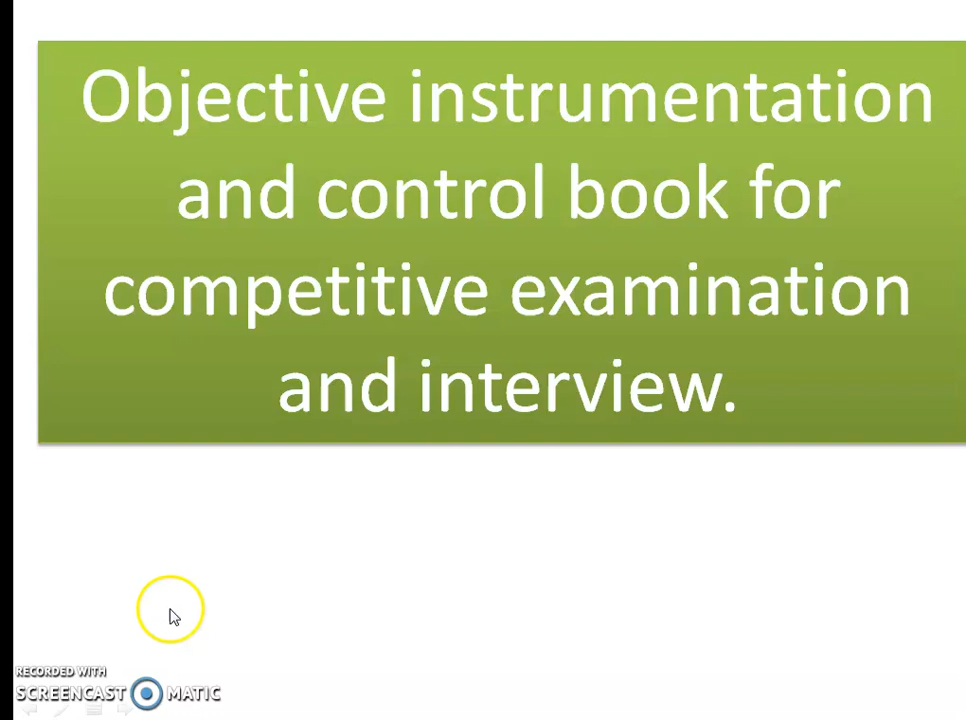 Objective instrumentation
and control book for
competitive examination
and interview.
RECORDED WITH
SCREENCAST MATIC